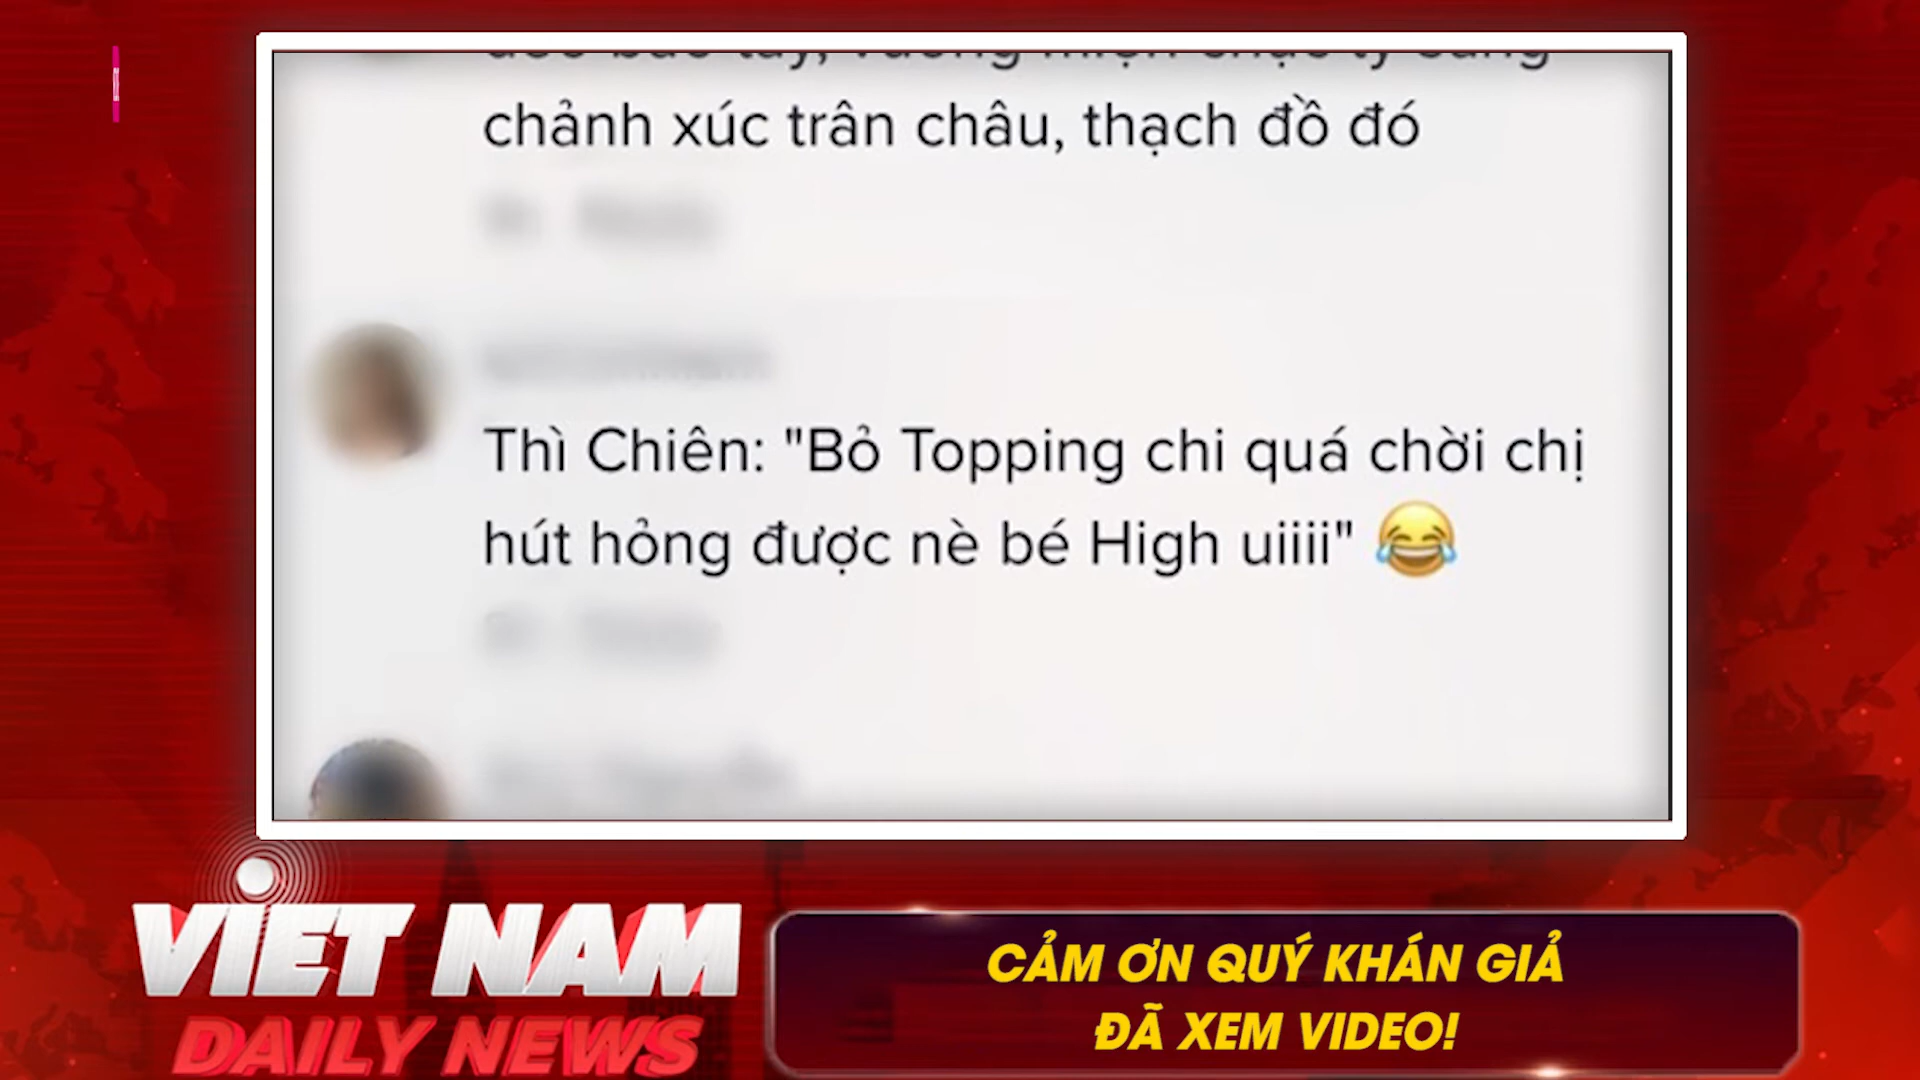 chảnh xúc trân châu, thạch đồ đó
Thì Chiên: "Bỏ Topping chi quá chời chị
hút hỏng được nè bé High uiiii" 😂
VIET NAM
DAILY NEWS
CẢM ƠN QUÝ KHÁN GIẢ
ĐÃ XEM VIDEO!